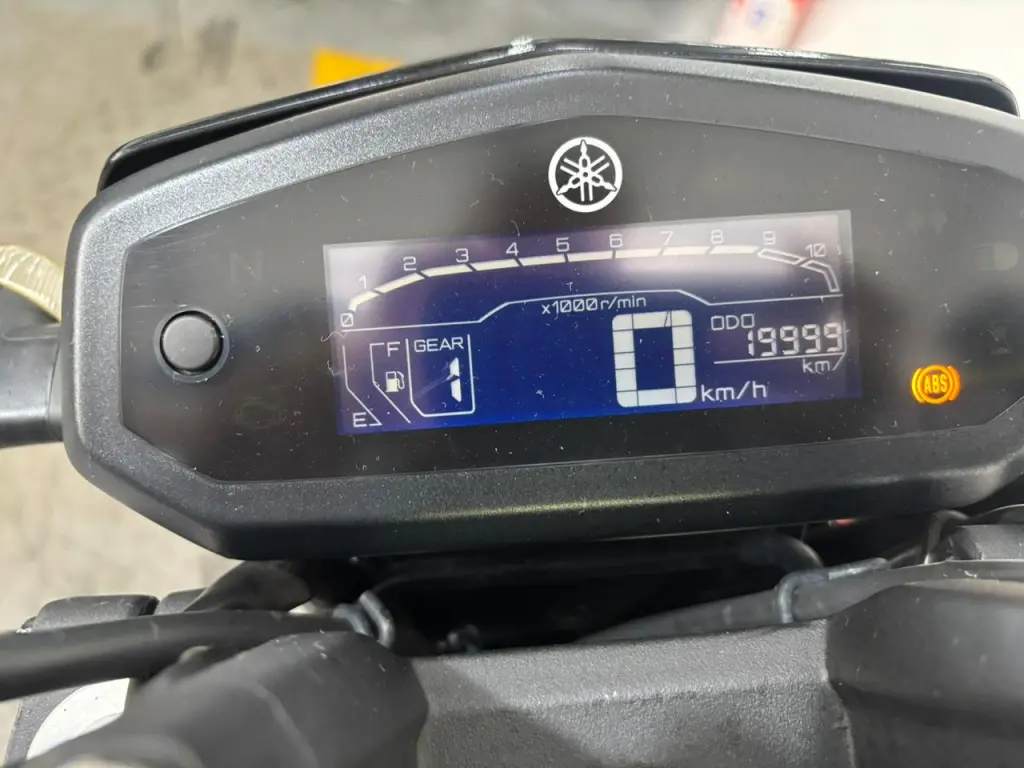 0 1 2 3 4 5 6 7 8 9 10
x1000r/min
F GEAR
E
1
0 km/h
ODO
19999
km
ABS